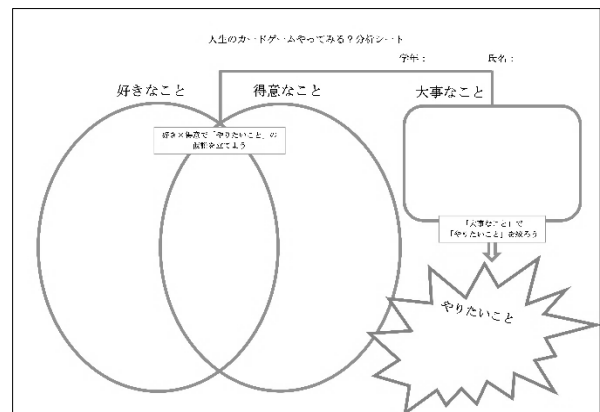 人生のカードゲームやってみる？分析シート
学年：　氏名：
好きなこと　得意なこと　大事なこと
好き×得意で「やりたいこと」の
仮説を立てよう
「大事なこと」で
「やりたいこと」を絞ろう
やりたいこと